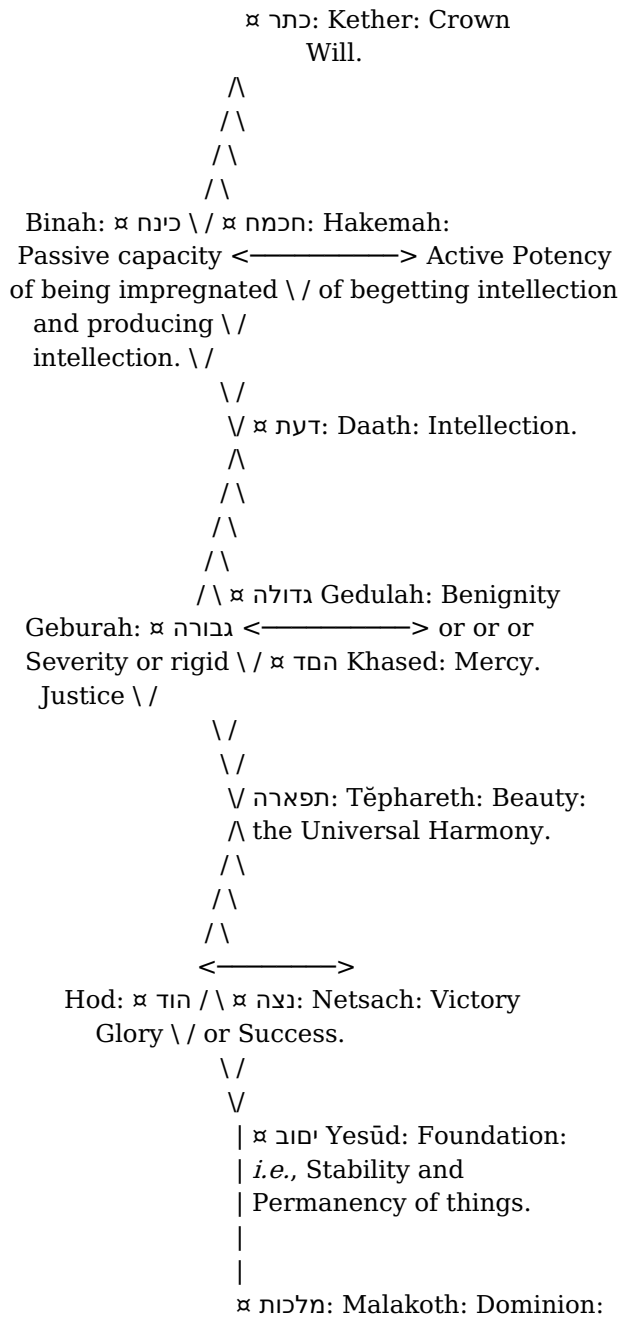 ¤ כתר: Kether: Crown
Will.
/\
/ \
/ \
/ \
Binah: ¤ כינח \ / ¤ חכמח: Hakemah:
Passive capacity <—————> Active Potency
of being impregnated \ / of begetting intellection
and producing \ /
intellection. \ /
\ /
\/ ¤ דעת: Daath: Intellection.
/\
/ \
/ \
/ \
/ \ ¤ גדולה Gedulah: Benignity
Geburah: ¤ גבורה <—————> or or or
Severity or rigid \ / ¤ הםד Khased: Mercy.
Justice \ /
\ /
\ /
\/ תפארה: Tĕphareth: Beauty:
/\ the Universal Harmony.
/ \
/ \
/ \
<————>
Hod: ¤ הוד / \ ¤ נצה: Netsach: Victory
Glory \ / or Success.
\ /
\/
| ¤ יםוב Yesūd: Foundation:
| i.e., Stability and
| Permanency of things.
|
|
¤ מלכות: Malakoth: Dominion: